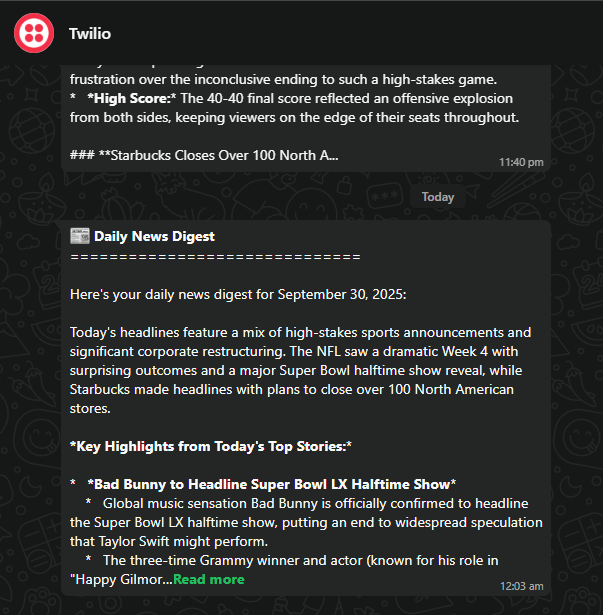 Twilio
frustration over the inconclusive ending to such a high-stakes game.
* *High Score:* The 40-40 final score reflected an offensive explosion
from both sides, keeping viewers on the edge of their seats throughout.
### **Starbucks Closes Over 100 North A...
11:40 pm
Today
📰 Daily News Digest
==============================
Here's your daily news digest for September 30, 2025:
Today's headlines feature a mix of high-stakes sports announcements and
significant corporate restructuring. The NFL saw a dramatic Week 4 with
surprising outcomes and a major Super Bowl halftime show reveal, while
Starbucks made headlines with plans to close over 100 North American
stores.
*Key Highlights from Today's Top Stories:*
* *Bad Bunny to Headline Super Bowl LX Halftime Show*
* Global music sensation Bad Bunny is officially confirmed to headline
the Super Bowl LX halftime show, putting an end to widespread speculation
that Taylor Swift might perform.
* The three-time Grammy winner and actor (known for his role in
"Happy Gilmor...Read more
12:03 am